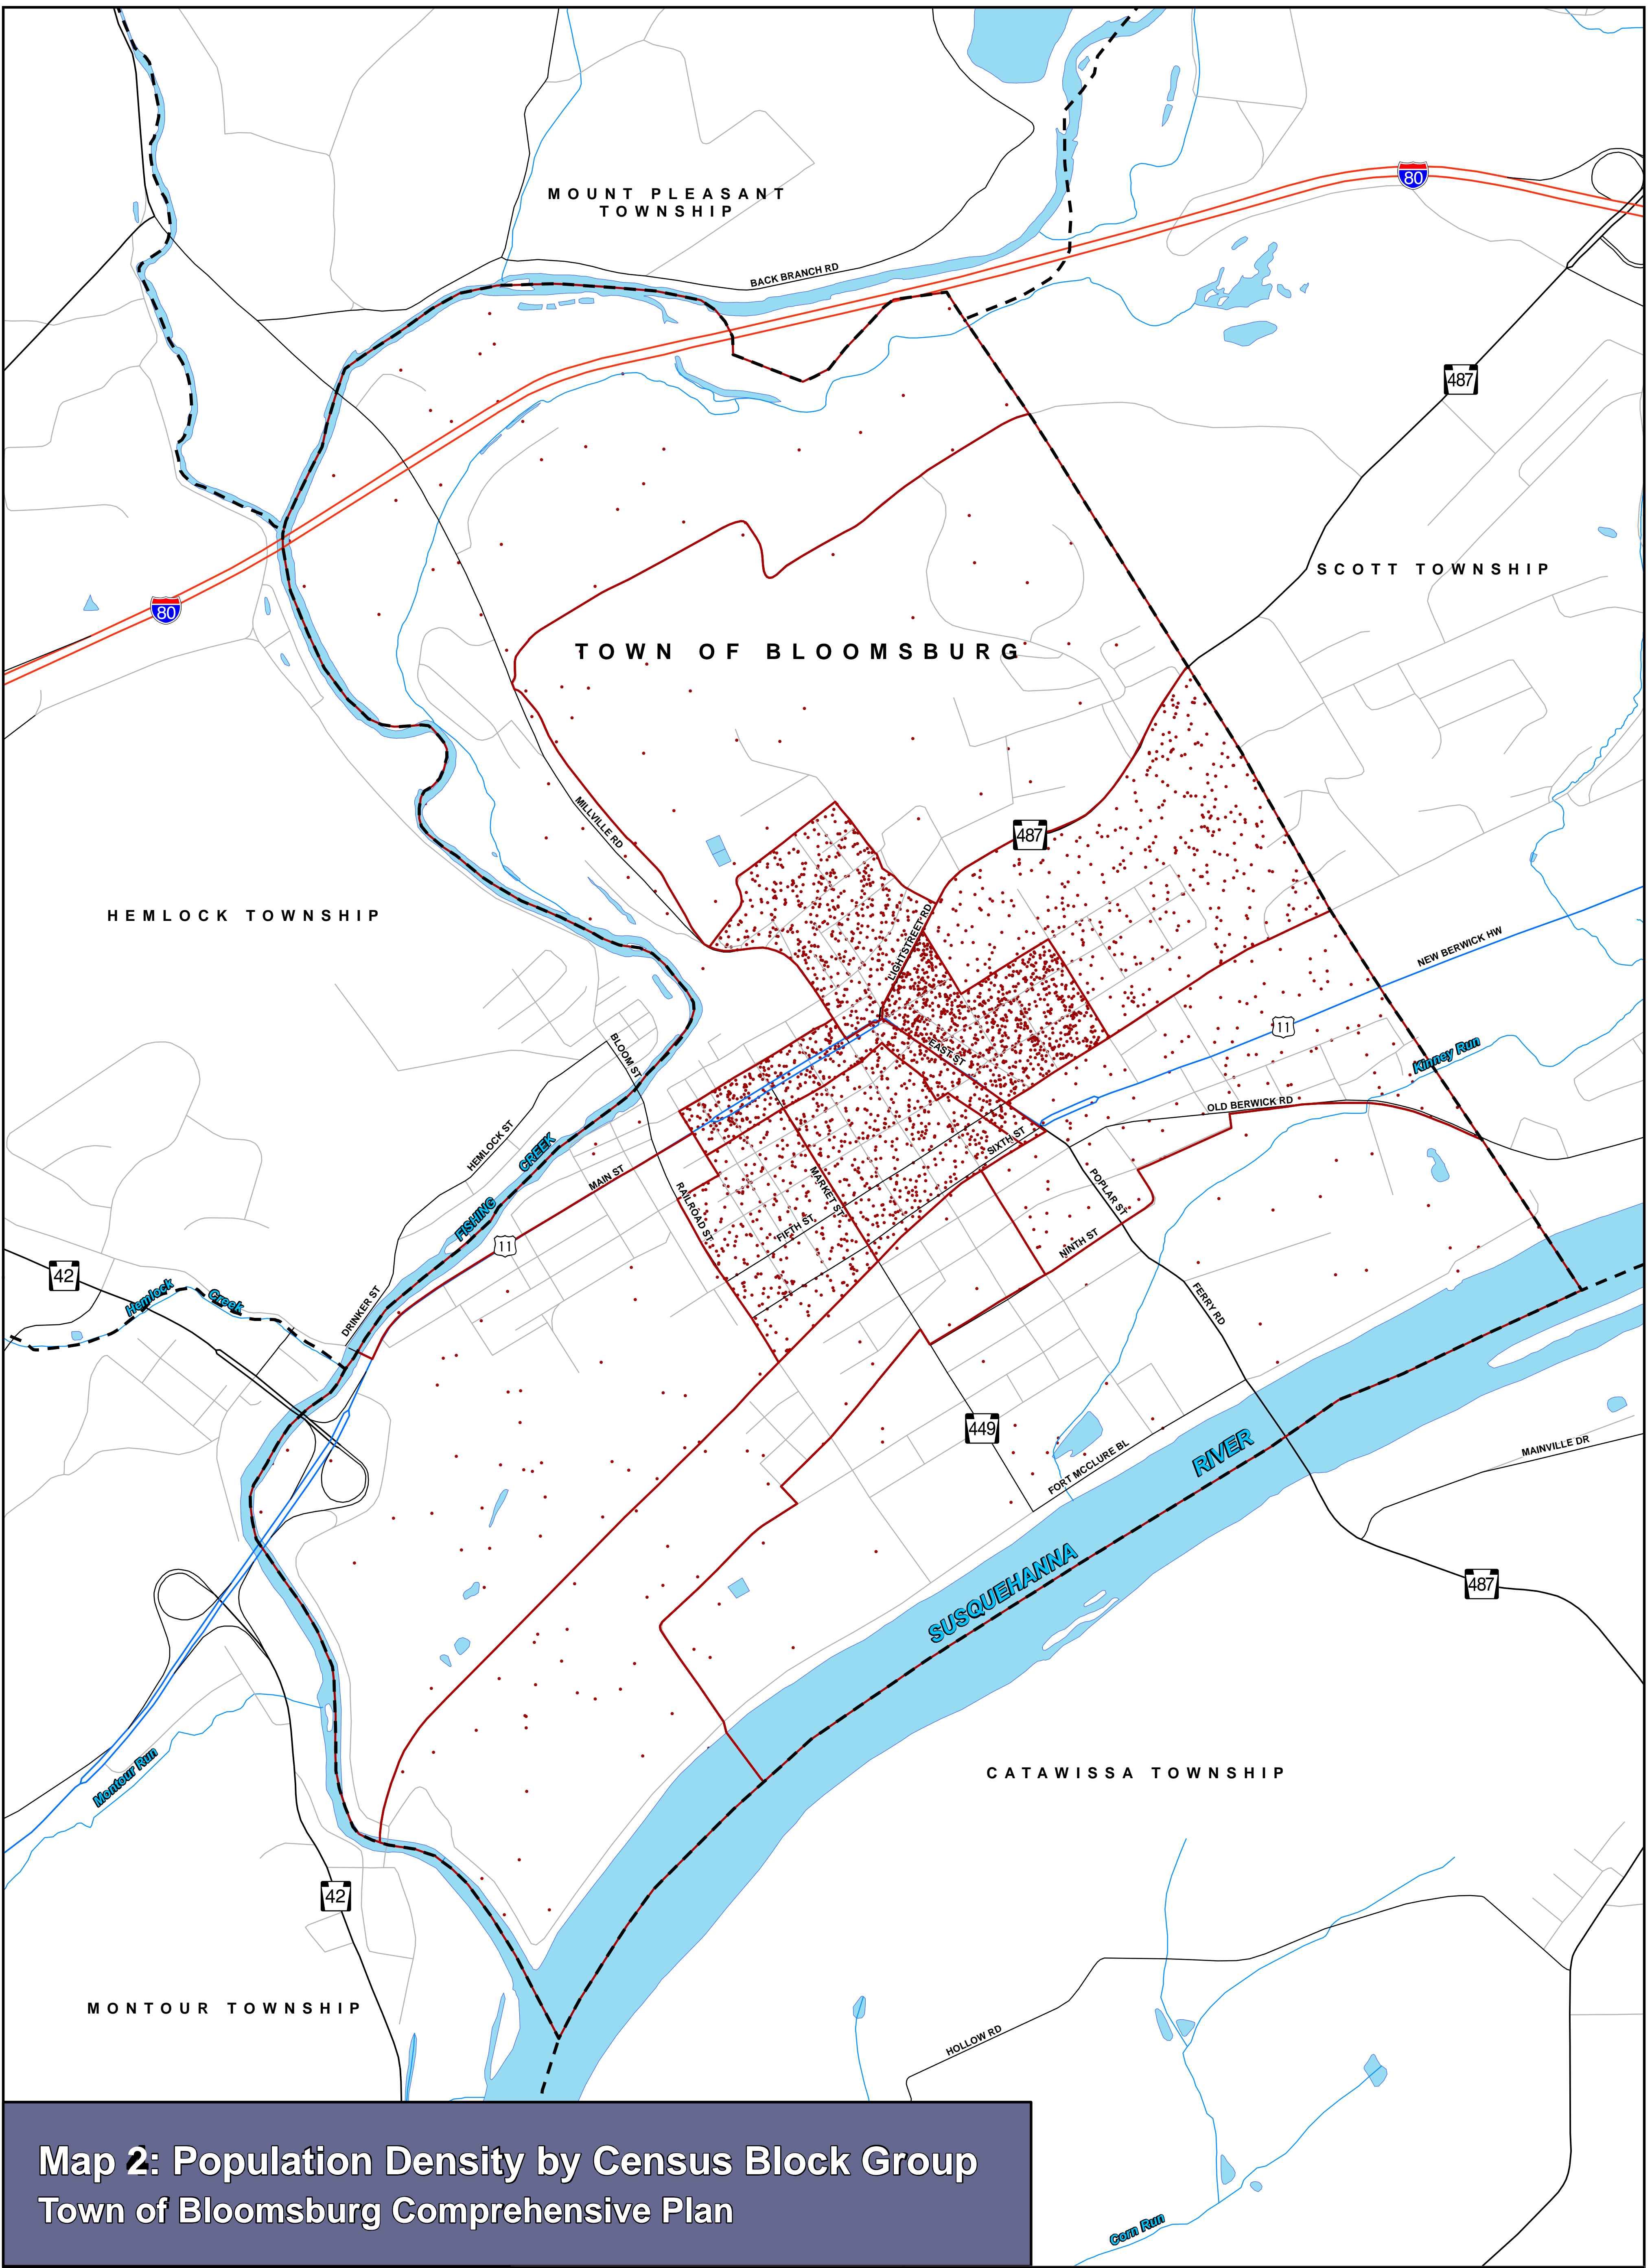 MOUNT PLEASANT
TOWNSHIP
80
BACK BRANCH RD
487
SCOTT TOWNSHIP
80
TOWN OF BLOOMSBURG
MILLVILLE RD
487
HEMLOCK TOWNSHIP
LIGHTSTREET RD
NEW BERWICK HW
11
BLOOM ST
EAST ST
Kinney Run
OLD BERWICK RD
HEMLOCK ST
CREEK
FISHING
MAIN ST
SIXTH ST
MARKET ST
RAILROAD ST
FIFTH ST
POPLAR ST
NINTH ST
11
42
Hemlock
Creek
DRINKER ST
FERRY RD
449
FORT MCCLURE BL
RIVER
MAINVILLE DR
SUSQUEHANNA
487
Montour Run
CATAWISSA TOWNSHIP
42
MONTOUR TOWNSHIP
HOLLOW RD
Corn Run
Map 2: Population Density by Census Block Group
Town of Bloomsburg Comprehensive Plan